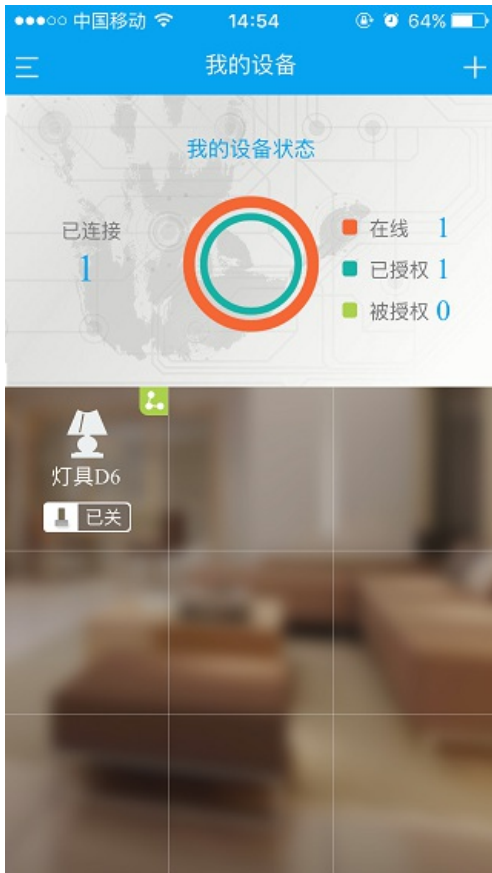 中国移动 14:54 64%
我的设备
我的设备状态
已连接
1
在线 1
已授权 1
被授权 0
灯具D6
已关